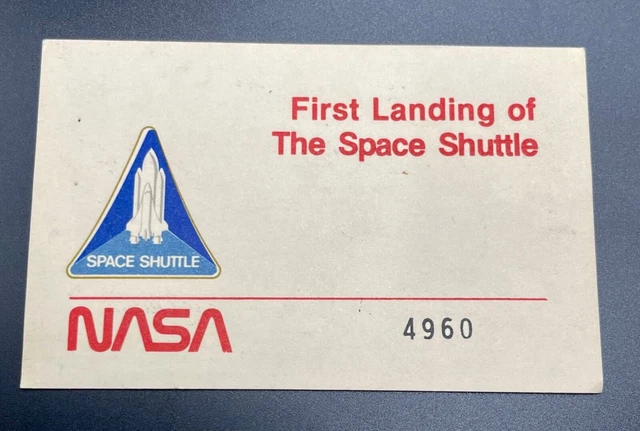 First Landing of
The Space Shuttle
SPACE SHUTTLE
NASA
4960